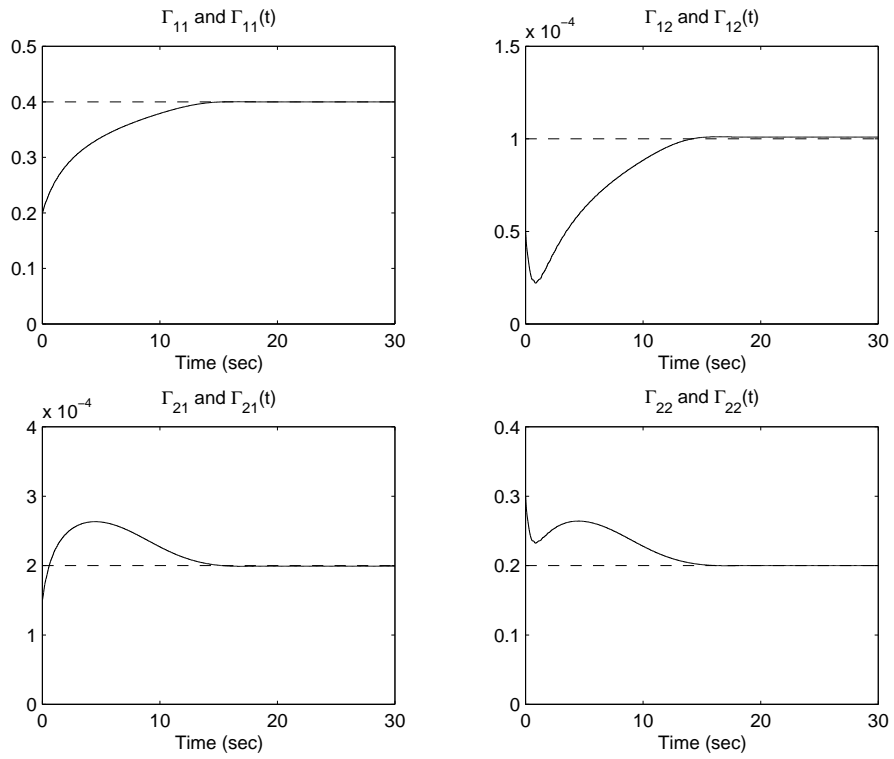 Γ11 and Γ11(t)
0.5
0.4
0.3
0.2
0.1
0
0 10 20 30
Time (sec)
Γ12 and Γ12(t)
x 10-4
1.5
1
0.5
0
0 10 20 30
Time (sec)
Γ21 and Γ21(t)
x 10-4
4
3
2
1
0
0 10 20 30
Time (sec)
Γ22 and Γ22(t)
0.4
0.3
0.2
0.1
0
0 10 20 30
Time (sec)